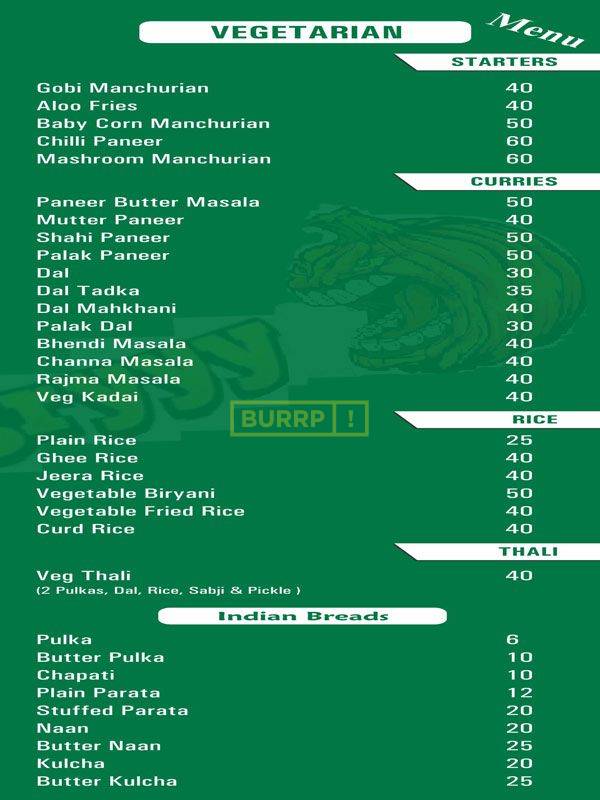 Menu
VEGETARIAN
STARTERS
Gobi Manchurian 40
Aloo Fries 40
Baby Corn Manchurian 50
Chilli Paneer 60
Mashroom Manchurian 60
CURRIES
Paneer Butter Masala 50
Mutter Paneer 40
Shahi Paneer 50
Palak Paneer 50
Dal 30
Dal Tadka 35
Dal Mahkhani 40
Palak Dal 30
Bhendi Masala 40
Channa Masala 40
Rajma Masala 40
Veg Kadai 40
BURRP!
RICE
Plain Rice 25
Ghee Rice 40
Jeera Rice 40
Vegetable Biryani 50
Vegetable Fried Rice 40
Curd Rice 40
THALI
Veg Thali 40
(2 Pulkas, Dal, Rice, Sabji & Pickle )
Indian Breads
Pulka 6
Butter Pulka 10
Chapati 10
Plain Parata 12
Stuffed Parata 20
Naan 20
Butter Naan 25
Kulcha 20
Butter Kulcha 25